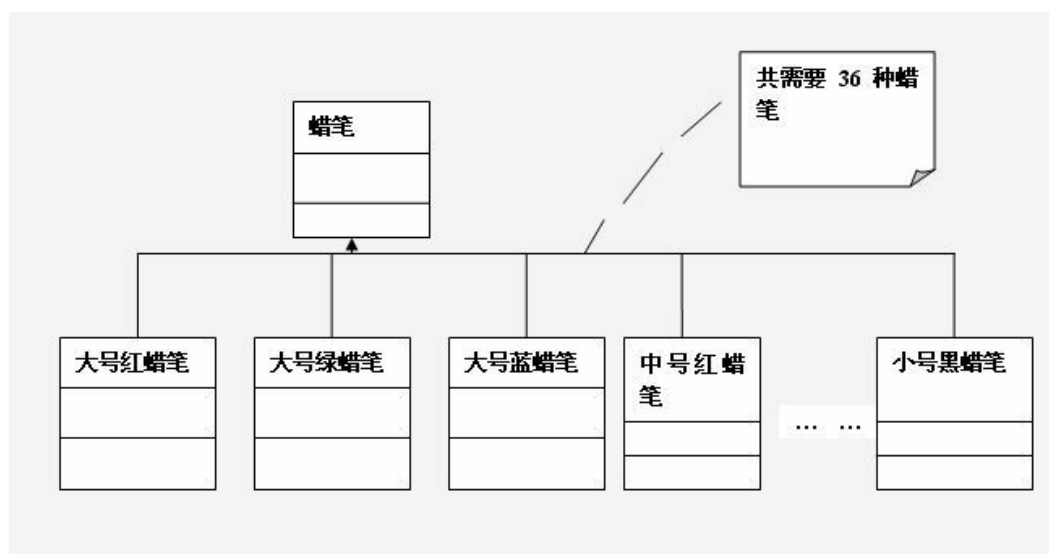 共需要 36 种蜡
笔
蜡笔
大号红蜡笔
大号绿蜡笔
大号蓝蜡笔
中号红蜡
笔
... ...
小号黑蜡笔